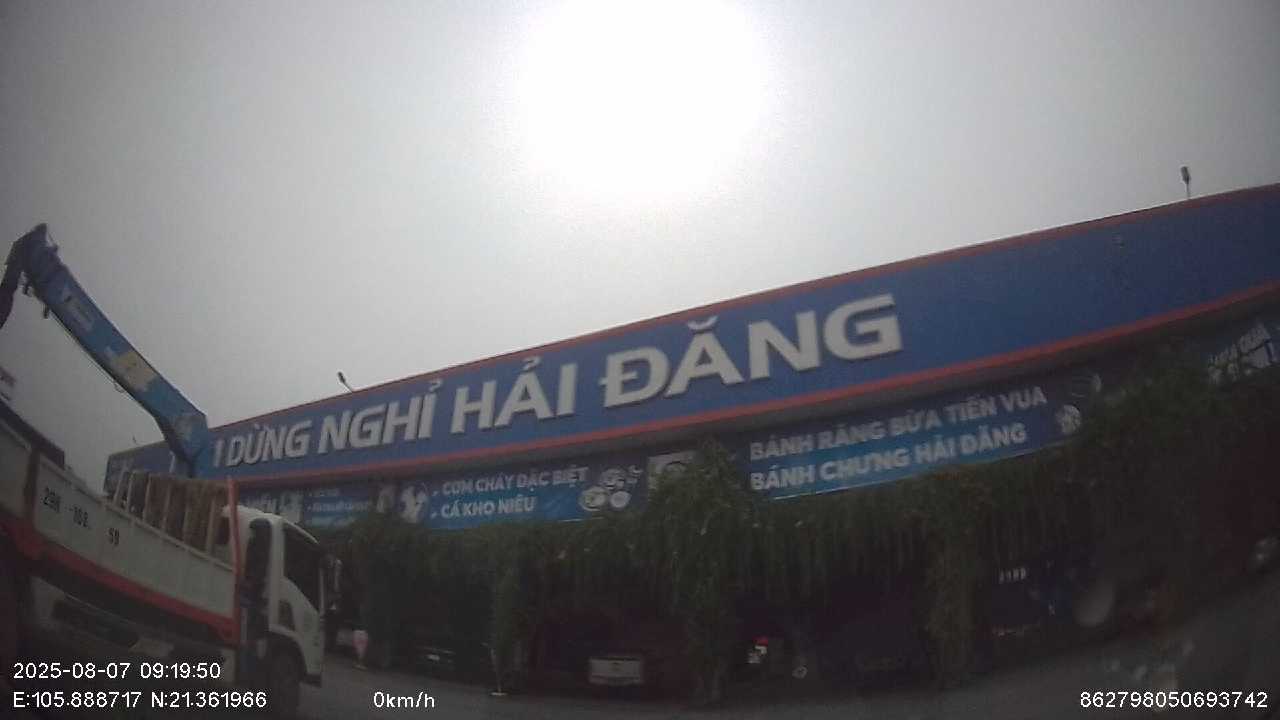 I DỪNG NGHỈ HẢI ĐĂNG
BÁNH RĂNG BỪA TIẾN VUA
BÁNH CHƯNG HẢI ĐĂNG
CƠM CHÁY ĐẶC BIỆT
CÁ KHO NIÊU
2025-08-07 09:19:50
E:105.888717 N:21.361966
0km/h
862798050693742